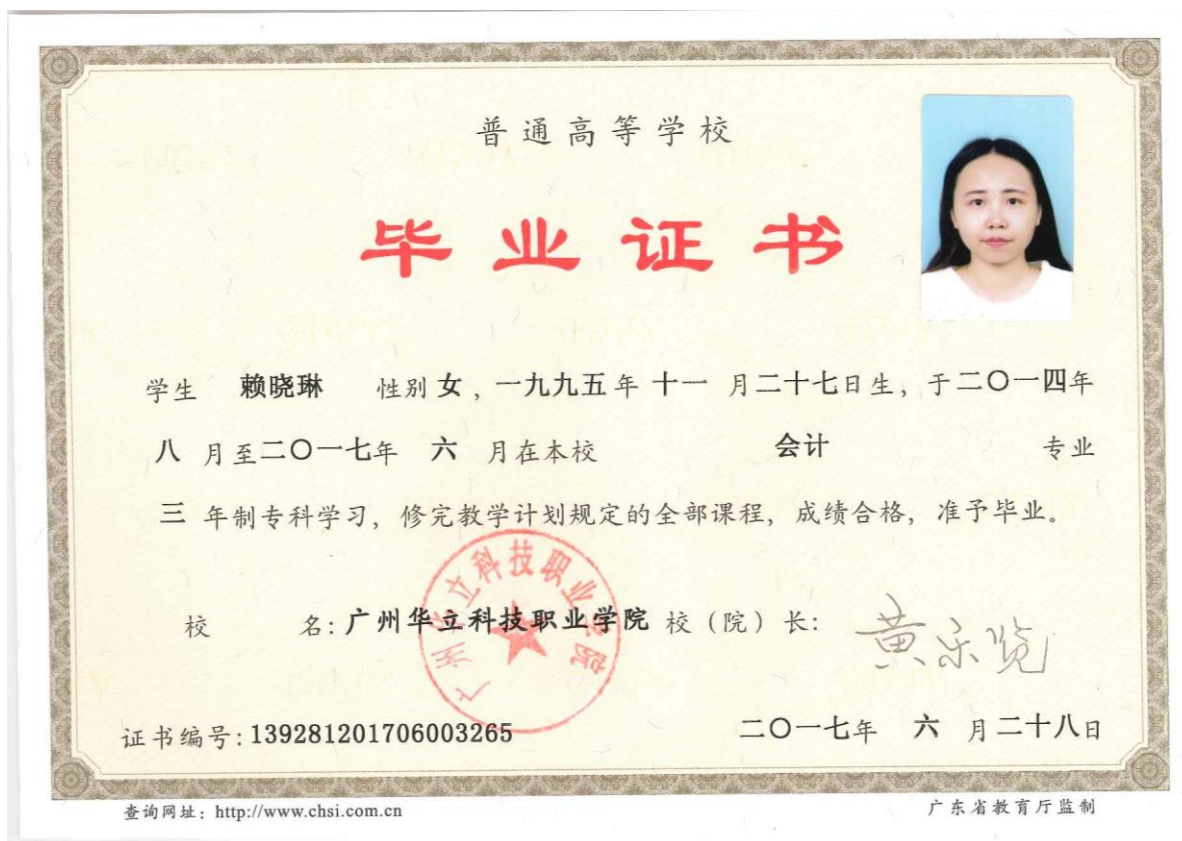 普通高等学校
毕业证书
学生 赖晓琳 性别 女，一九九五年 十一 月二十七日生，于二〇一四年
八 月至二〇一七年 六 月在本校 会计 专业
三 年制专科学习，修完教学计划规定的全部课程，成绩合格，准予毕业。
广州华立科技职业学院
校 名：广州华立科技职业学院 校（院）长：
黄乐览
证书编号：139281201706003265 二〇一七年 六 月二十八日
查询网址：http://www.chsi.com.cn 广东省教育厅监制